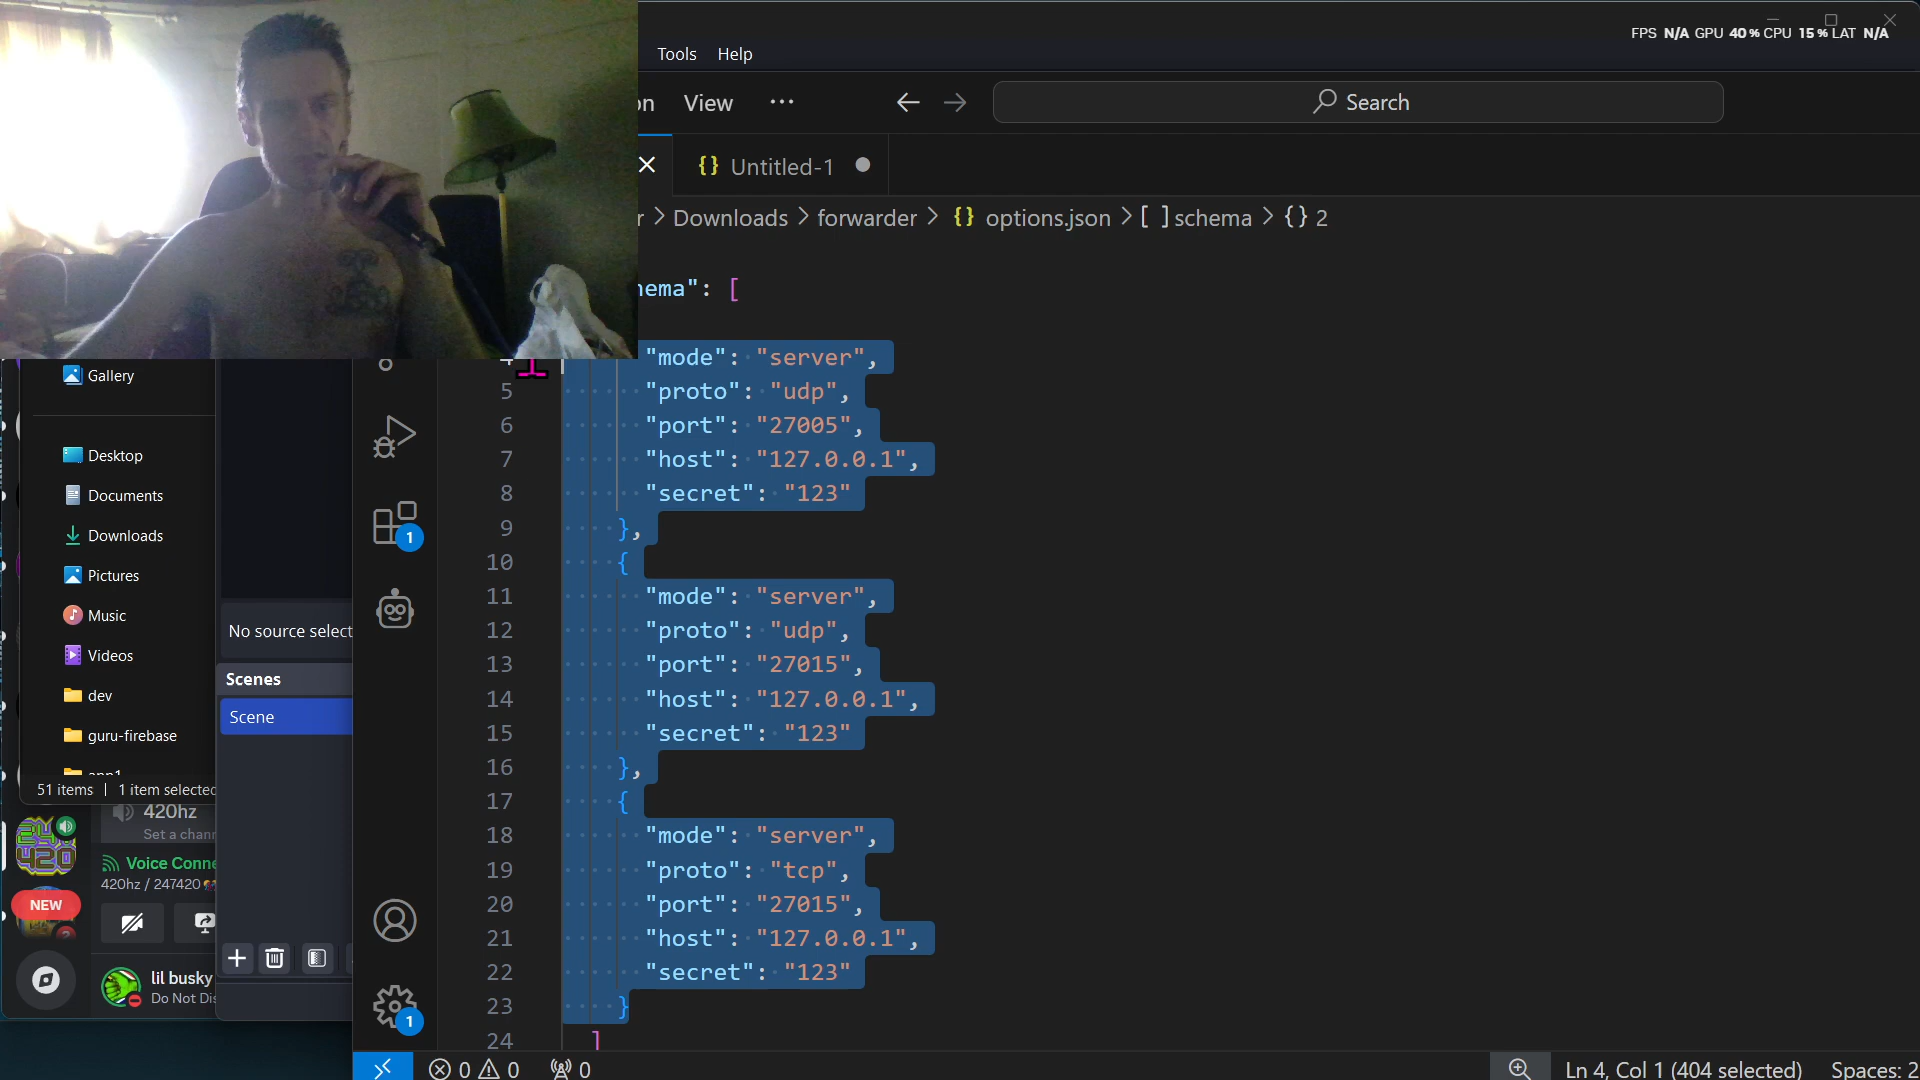 FPS N/A GPU 40 % CPU 15 % LAT N/A
Tools Help
View ... Search
{} Untitled-1
> Downloads > forwarder > {} options.json > [ ] schema > {} 2
ema": [
"mode": "server",
5 "proto": "udp",
6 "port": "27005",
7 "host": "127.0.0.1",
8 "secret": "123"
9 },
10 {
11 "mode": "server",
12 "proto": "udp",
13 "port": "27015",
14 "host": "127.0.0.1",
15 "secret": "123"
16 },
17 {
18 "mode": "server",
19 "proto": "tcp",
20 "port": "27015",
21 "host": "127.0.0.1",
22 "secret": "123"
23 }
24 ]
Gallery
Desktop
Documents
Downloads
Pictures
Music
Videos
dev
guru-firebase
51 items 1 item selected
No source select
Scenes
Scene
420hz
Set a chann
Voice Conne
420hz / 247420
NEW
lil busky
Do Not Dis
1
1
0 0 0
Ln 4, Col 1 (404 selected) Spaces: 2